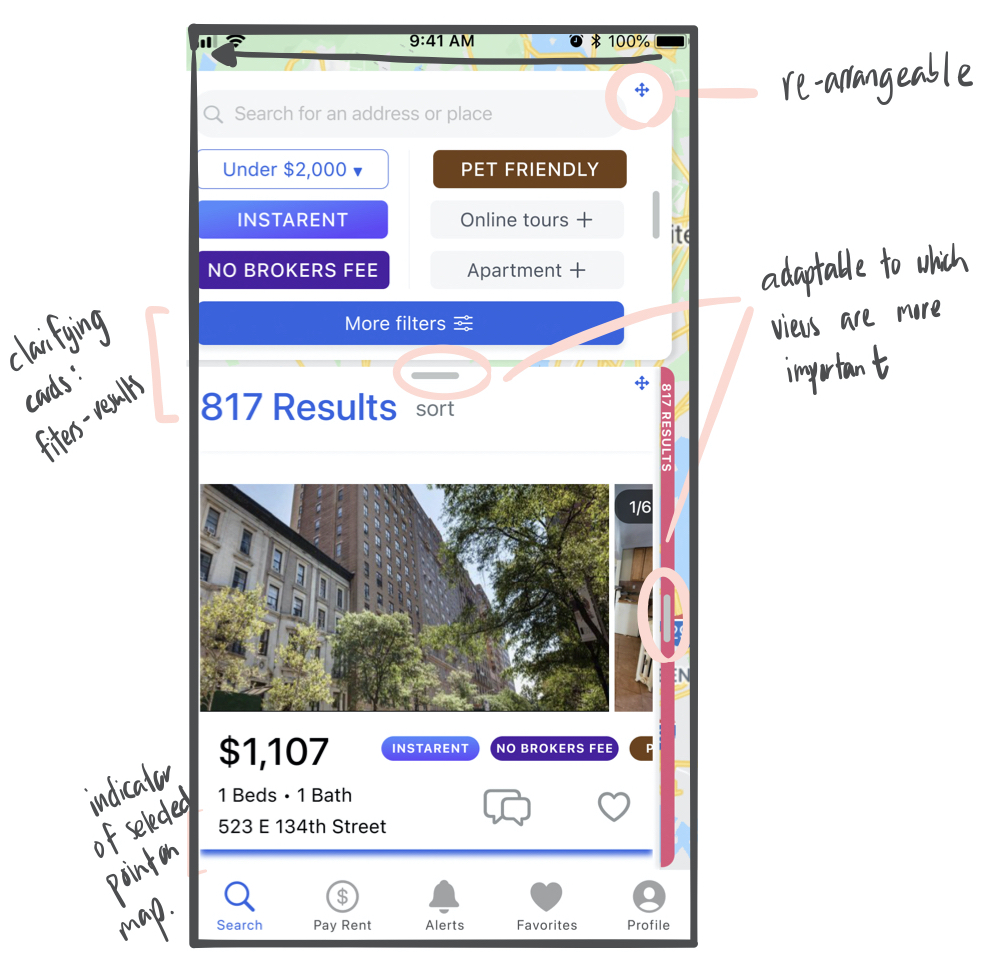 9:41 AM
100%
re-arrangeable
Search for an address or place
Under $2,000 ▾
PET FRIENDLY
INSTARENT
Online tours +
NO BROKERS FEE
Apartment +
More filters
adaptable to which
views are more
important
clarifying
cards:
fiters-results
817 Results
sort
817 RESULTS
1/6
EN
$1,107
INSTARENT
NO BROKERS FEE
P
1 Beds • 1 Bath
523 E 134th Street
indicator
of selected
point on
map.
Search
Pay Rent
Alerts
Favorites
Profile